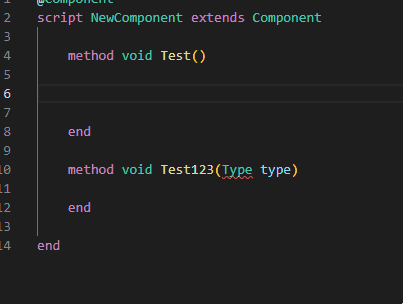 1 @Component
2 script NewComponent extends Component
3
4 method void Test()
5
6
7
8 end
9
10 method void Test123(Type type)
11
12 end
13
14 end